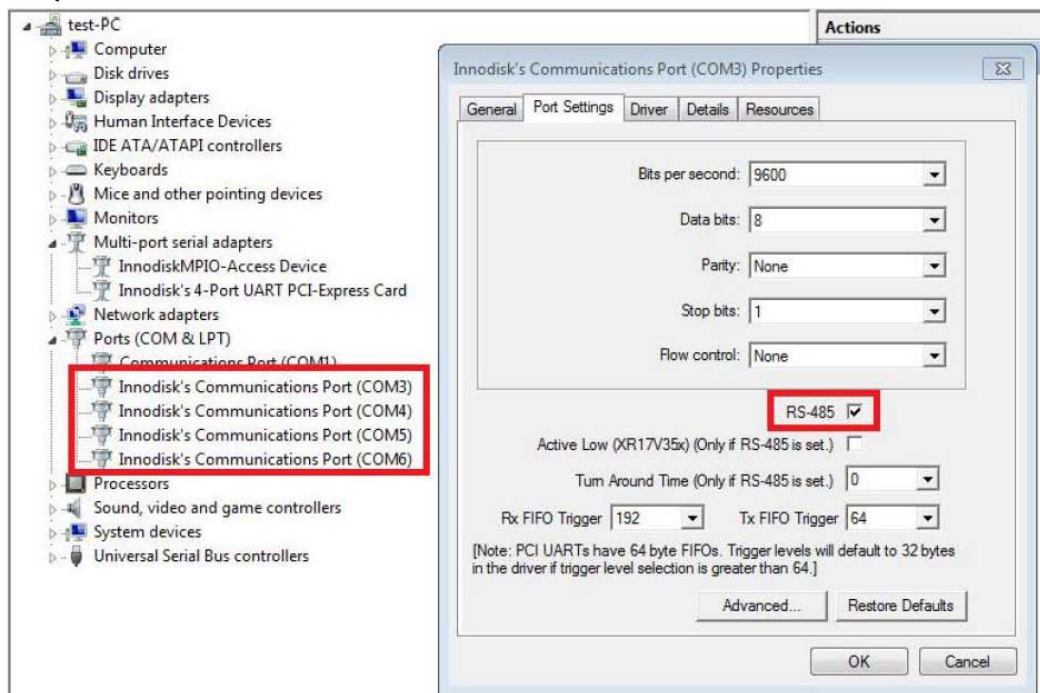 test-PC
Computer
Disk drives
Display adapters
Human Interface Devices
IDE ATA/ATAPI controllers
Keyboards
Mice and other pointing devices
Monitors
Multi-port serial adapters
InnodiskMPIO-Access Device
Innodisk's 4-Port UART PCI-Express Card
Network adapters
Ports (COM & LPT)
Communications Port (COM1)
Innodisk's Communications Port (COM3)
Innodisk's Communications Port (COM4)
Innodisk's Communications Port (COM5)
Innodisk's Communications Port (COM6)
Processors
Sound, video and game controllers
System devices
Universal Serial Bus controllers
Actions
Innodisk's Communications Port (COM3) Properties
General Port Settings Driver Details Resources
Bits per second: 9600
Data bits: 8
Parity: None
Stop bits: 1
Flow control: None
RS-485
Active Low (XR17V35x) (Only if RS-485 is set.)
Turn Around Time (Only if RS-485 is set.) 0
Rx FIFO Trigger 192 Tx FIFO Trigger 64
[Note: PCI UARTs have 64 byte FIFOs. Trigger levels will default to 32 bytes
in the driver if trigger level selection is greater than 64.]
Advanced... Restore Defaults
OK Cancel